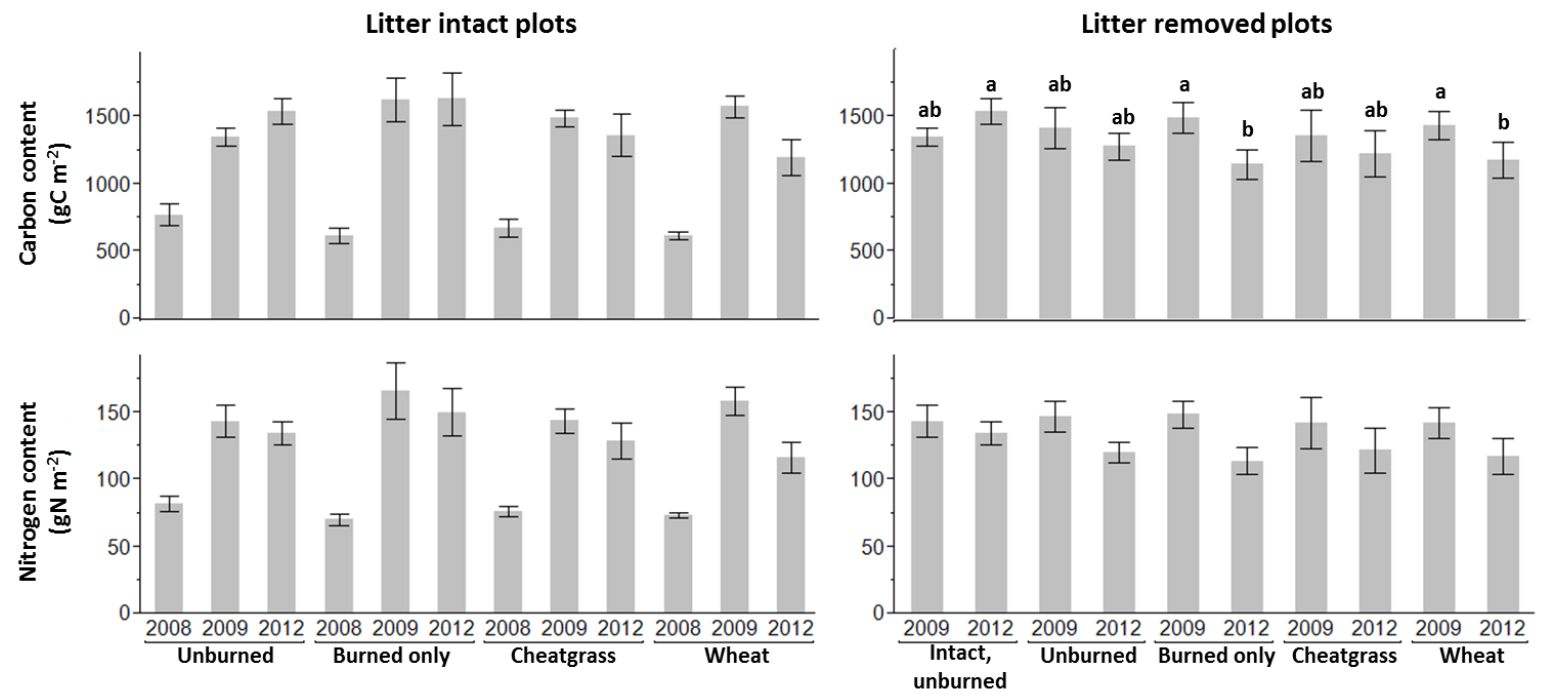 Litter intact plots
Litter removed plots
Carbon content
(gC m-2)
1500
1000
500
0
1500
1000
500
0
ab
a
ab
ab
a
b
ab
ab
a
b
Nitrogen content
(gN m-2)
150
100
50
0
150
100
50
0
2008 2009 2012 2008 2009 2012 2008 2009 2012 2008 2009 2012
Unburned Burned only Cheatgrass Wheat
2009 2012 2009 2012 2009 2012 2009 2012 2009 2012
Intact,
unburned
Unburned Burned only Cheatgrass Wheat